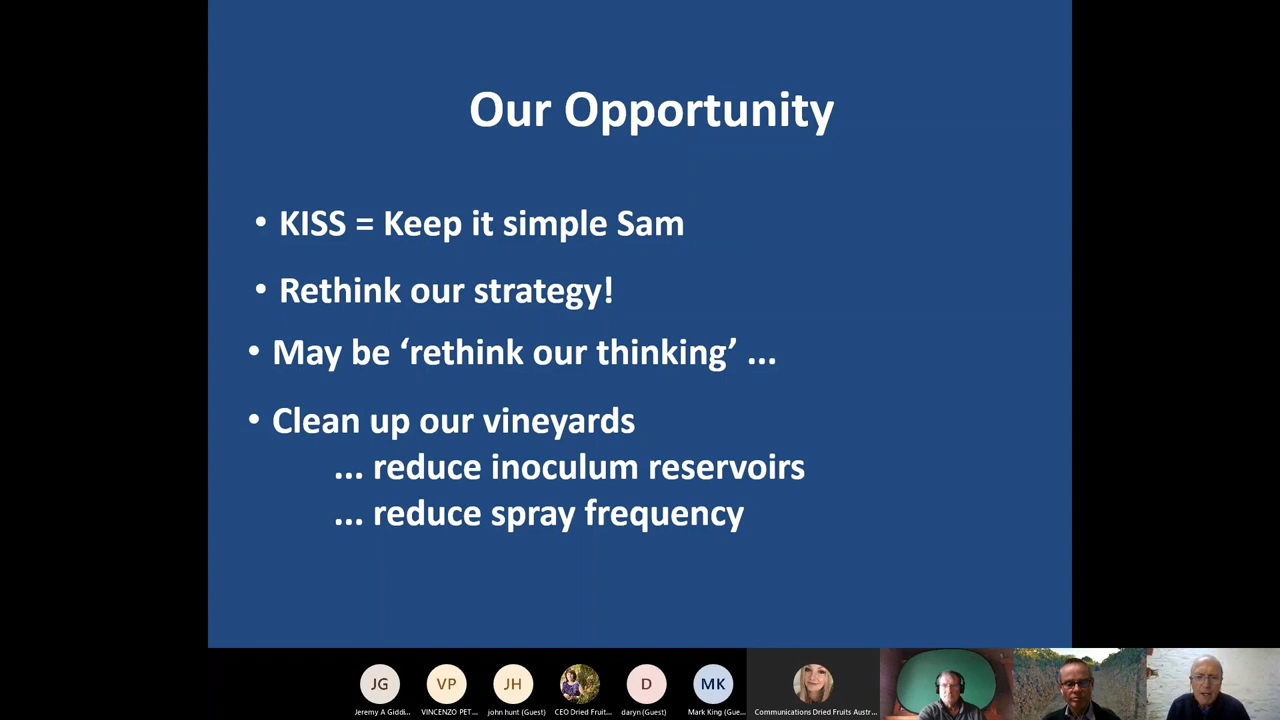 Our Opportunity
• KISS = Keep it simple Sam
• Rethink our strategy!
• May be ‘rethink our thinking’ ...
• Clean up our vineyards
... reduce inoculum reservoirs
... reduce spray frequency
JG
VP
JH
D
MK
Jeremy A Giddi...
VINCENZO PET...
john hunt (Guest)
CEO Dried Fruit...
daryn (Guest)
Mark King (Gue...
Communications Dried Fruits Austr...